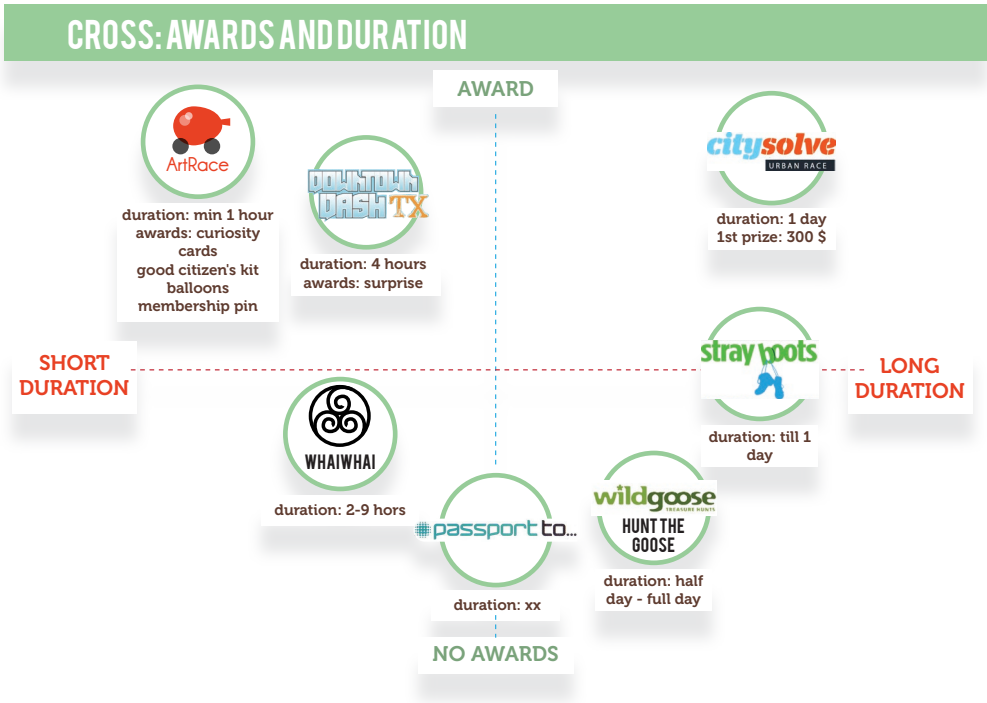 CROSS: AWARDS AND DURATION
AWARD
ArtRace
duration: min 1 hour
awards: curiosity
cards
good citizen's kit
balloons
membership pin
DOWNTOWN
DASH TX
duration: 4 hours
awards: surprise
citysolve
URBAN RACE
duration: 1 day
1st prize: 300 $
SHORT
DURATION
stray boots
duration: till 1
day
LONG
DURATION
WHAIWHAI
duration: 2-9 hors
passport to...
duration: xx
wildgoose
TREASURE HUNTS
HUNT THE
GOOSE
duration: half
day - full day
NO AWARDS